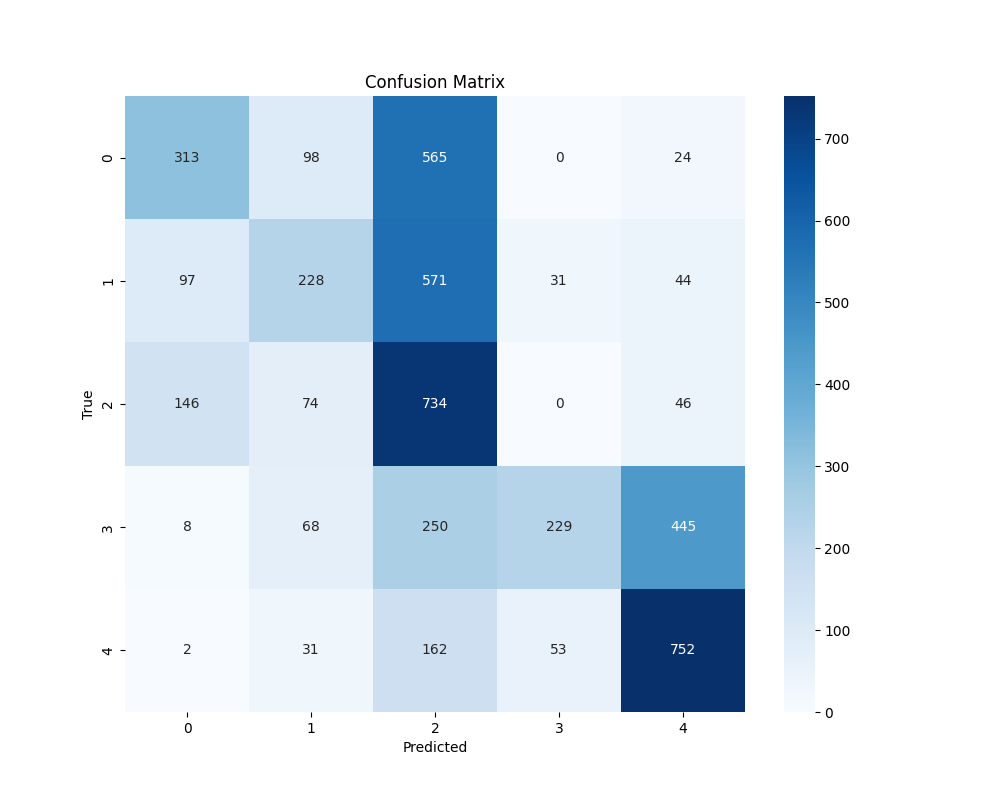 Confusion Matrix
0 313 98 565 0 24
1 97 228 571 31 44
2 146 74 734 0 46
3 8 68 250 229 445
4 2 31 162 53 752
True
0 1 2 3 4
Predicted
700
600
500
400
300
200
100
0